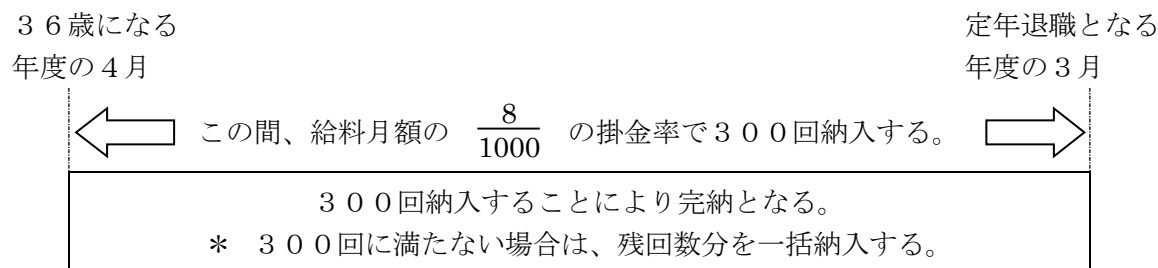 ３６歳になる
年度の４月
定年退職となる
年度の３月
この間、給料月額の 8/1000 の掛金率で３００回納入する。
３００回納入することにより完納となる。
＊ ３００回に満たない場合は、残回数分を一括納入する。